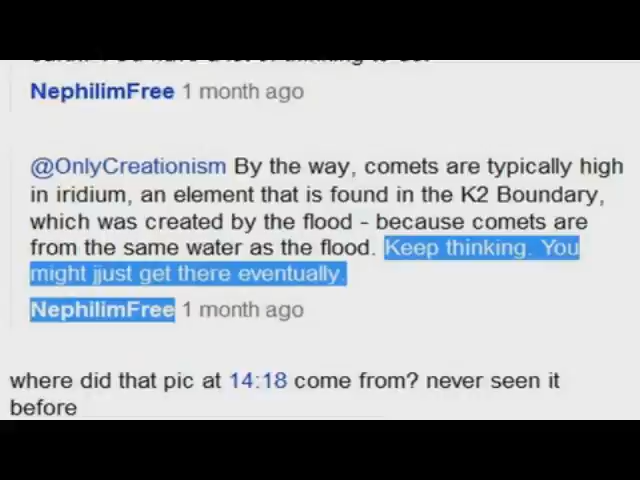 NephilimFree 1 month ago
@OnlyCreationism By the way, comets are typically high
in iridium, an element that is found in the K2 Boundary,
which was created by the flood - because comets are
from the same water as the flood. Keep thinking. You
might jjust get there eventually.
NephilimFree 1 month ago
where did that pic at 14:18 come from? never seen it
before